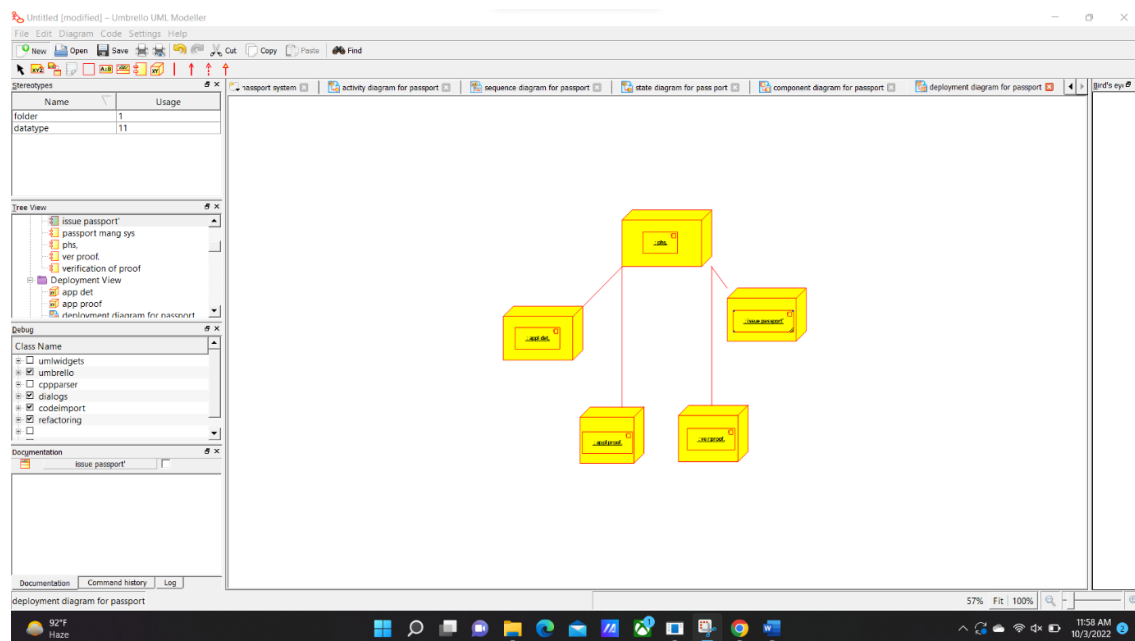 Untitled [modified] – Umbrello UML Modeller
File Edit Diagram Code Settings Help
New Open Save Cut Copy Paste Find
Stereotypes
Name Usage
folder 1
datatype 11
Tree View
issue passport'
passport mang sys
phs,
ver proof.
verification of proof
Deployment View
app det
app proof
deployment diagram for passport
Debug
Class Name
umlwidgets
umbrello
cppparser
dialogs
codeimport
refactoring
Documentation
issue passport'
Documentation Command history Log
deployment diagram for passport
passport system activity diagram for passport sequence diagram for passport state diagram for pass port component diagram for passport deployment diagram for passport
Bird's eye
: phs,
: issue passport'
: appl det,
: appl proof,
: ver proof.
57% Fit 100%
92°F
Haze
11:58 AM
10/3/2022
2